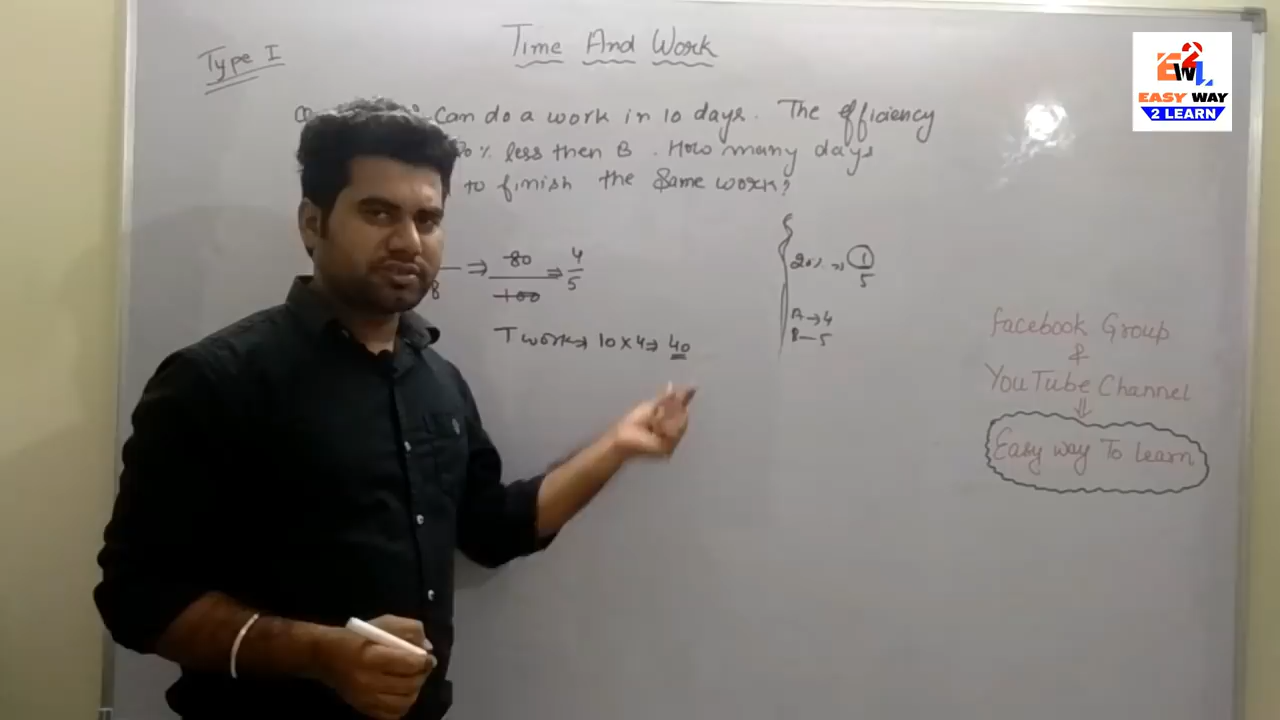 Time And Work
Type I
EW2L
EASY WAY
2 LEARN
Can do a work in 10 days. The efficiency
less then B. How many days
to finish the same work?
⇒ 80/100 ⇒ 4/5
8
T work → 10 × 4 ⇒ 40
20% ⇒ 1/5
A → 4
B – 5
Facebook Group
&
YouTube Channel
⇓
Easy way To Learn